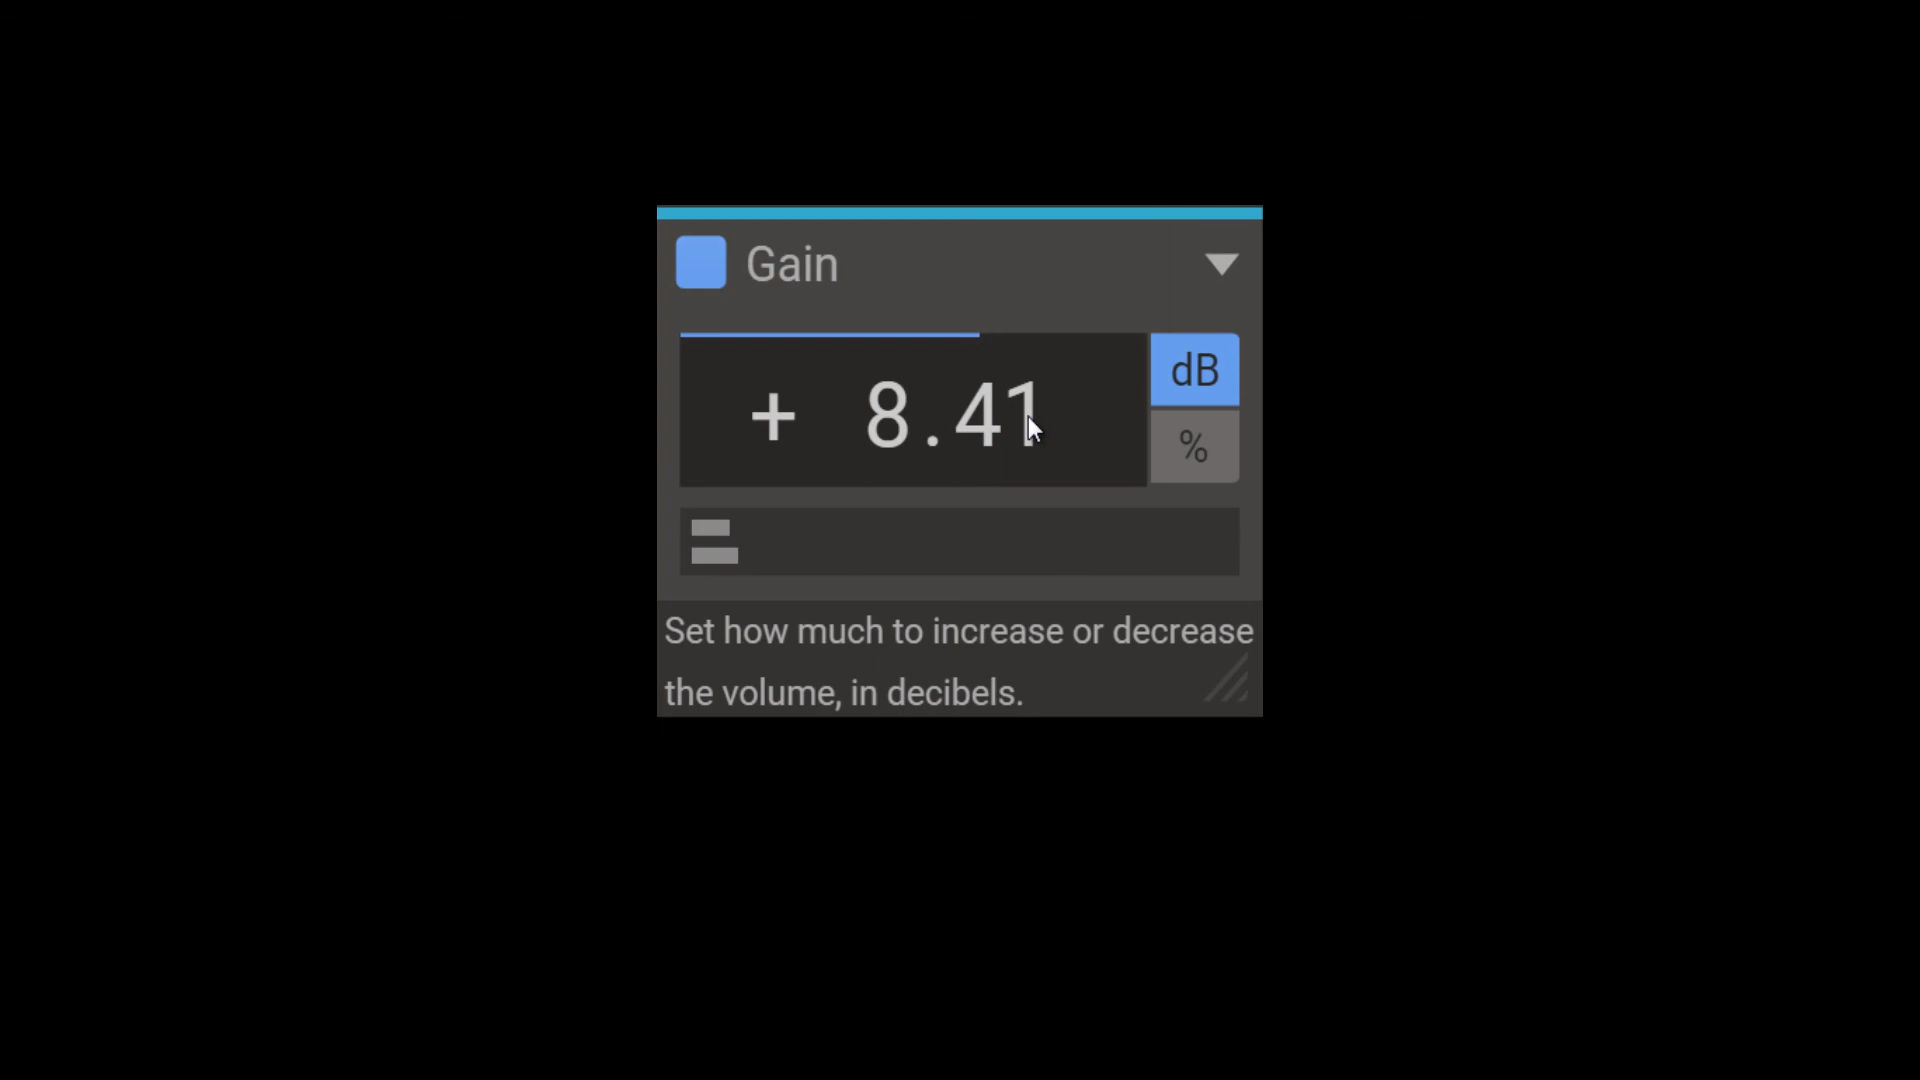 Gain
+ 8.41
dB
%
Set how much to increase or decrease
the volume, in decibels.